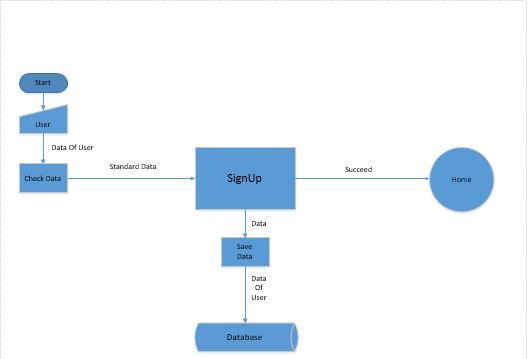 Start
User
Data Of User
Check Data
Standard Data
SignUp
Succeed
Home
Data
Save
Data
Data
Of
User
Database